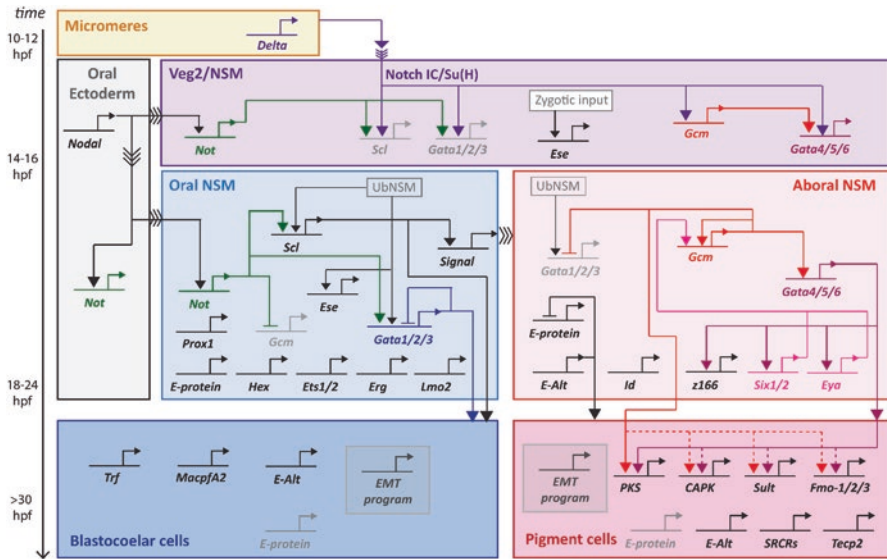 time
10-12
hpf
14-16
hpf
18-24
hpf
>30
hpf
Micromeres
Delta
Oral
Ectoderm
Nodal
Not
Veg2/NSM
Notch IC/Su(H)
Zygotic input
Not
Scl
Gata1/2/3
Ese
Gcm
Gata4/5/6
Oral NSM
UbNSM
Scl
Signal
Not
Ese
Prox1
Gcm
Gata1/2/3
E-protein
Hex
Ets1/2
Erg
Lmo2
Aboral NSM
UbNSM
Gata1/2/3
Gcm
Gata4/5/6
E-protein
E-Alt
Id
z166
Six1/2
Eya
Trf
MacpfA2
E-Alt
EMT
program
E-protein
Blastocoelar cells
EMT
program
PKS
CAPK
Sult
Fmo-1/2/3
E-protein
E-Alt
SRCRs
Tecp2
Pigment cells